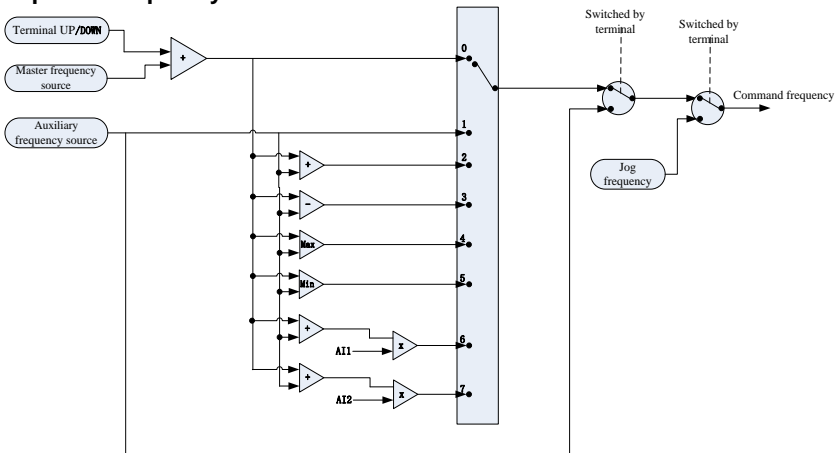 Terminal UP/DOWN
Master frequency
source
Auxiliary
frequency source
+
0
1
+
2
-
3
Max
4
Min
5
+
AI1
x
6
+
AI2
x
7
Switched by
terminal
Switched by
terminal
Command frequency
Jog
frequency